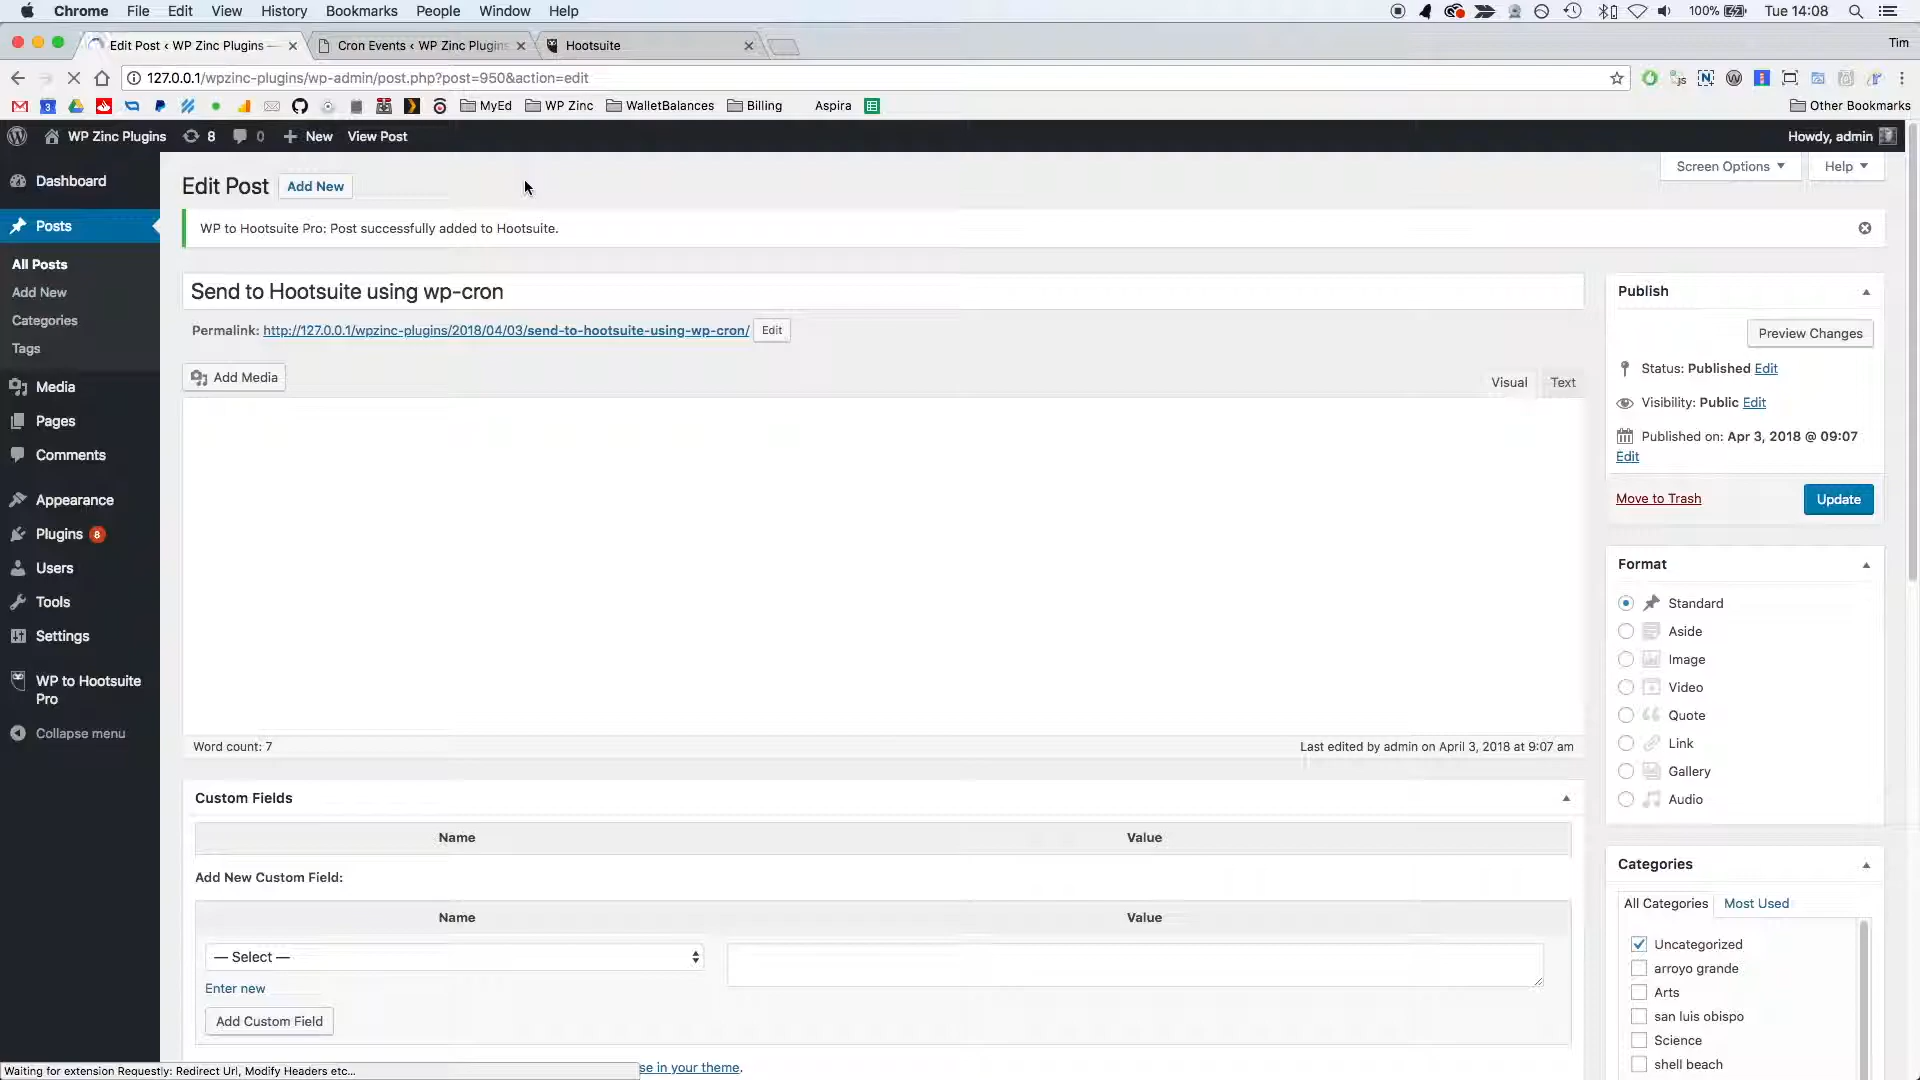 Chrome File Edit View History Bookmarks People Window Help 100% Tue 14:08
Edit Post ‹ WP Zinc Plugins — Cron Events ‹ WP Zinc Plugins Hootsuite Tim
127.0.0.1/wpzinc-plugins/wp-admin/post.php?post=950&action=edit
MyEd WP Zinc WalletBalances Billing Aspira Other Bookmarks
WP Zinc Plugins 8 0 New View Post Howdy, admin
Screen Options Help
Dashboard
Posts
All Posts
Add New
Categories
Tags
Media
Pages
Comments
Appearance
Plugins 8
Users
Tools
Settings
WP to Hootsuite
Pro
Collapse menu
Edit Post Add New
WP to Hootsuite Pro: Post successfully added to Hootsuite.
Send to Hootsuite using wp-cron
Permalink: http://127.0.0.1/wpzinc-plugins/2018/04/03/send-to-hootsuite-using-wp-cron/ Edit
Add Media
Visual Text
Word count: 7
Last edited by admin on April 3, 2018 at 9:07 am
Custom Fields
Name Value
Add New Custom Field:
Name Value
— Select —
Enter new
Add Custom Field
se in your theme.
Publish
Preview Changes
Status: Published Edit
Visibility: Public Edit
Published on: Apr 3, 2018 @ 09:07
Edit
Move to Trash Update
Format
Standard
Aside
Image
Video
Quote
Link
Gallery
Audio
Categories
All Categories Most Used
Uncategorized
arroyo grande
Arts
san luis obispo
Science
shell beach
Waiting for extension Requestly: Redirect Url, Modify Headers etc...